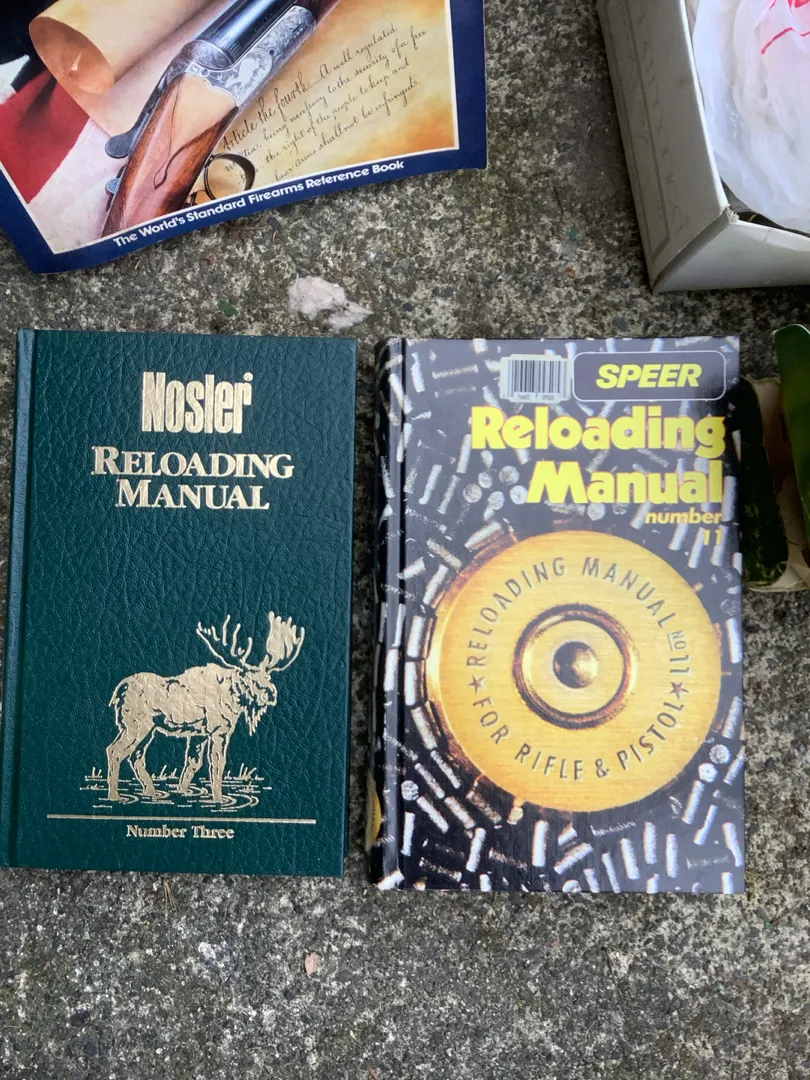 Article the fourth.... A well regulated
militia, being necessary to the security of a free
the right of the people to keep and
bear arms shall not be infringed.
The World's Standard Firearms Reference Book
Nosler
RELOADING
MANUAL
Number Three
SPEER
Reloading
Manual
number
11
★ RELOADING MANUAL NO. 11 ★
FOR RIFLE & PISTOL